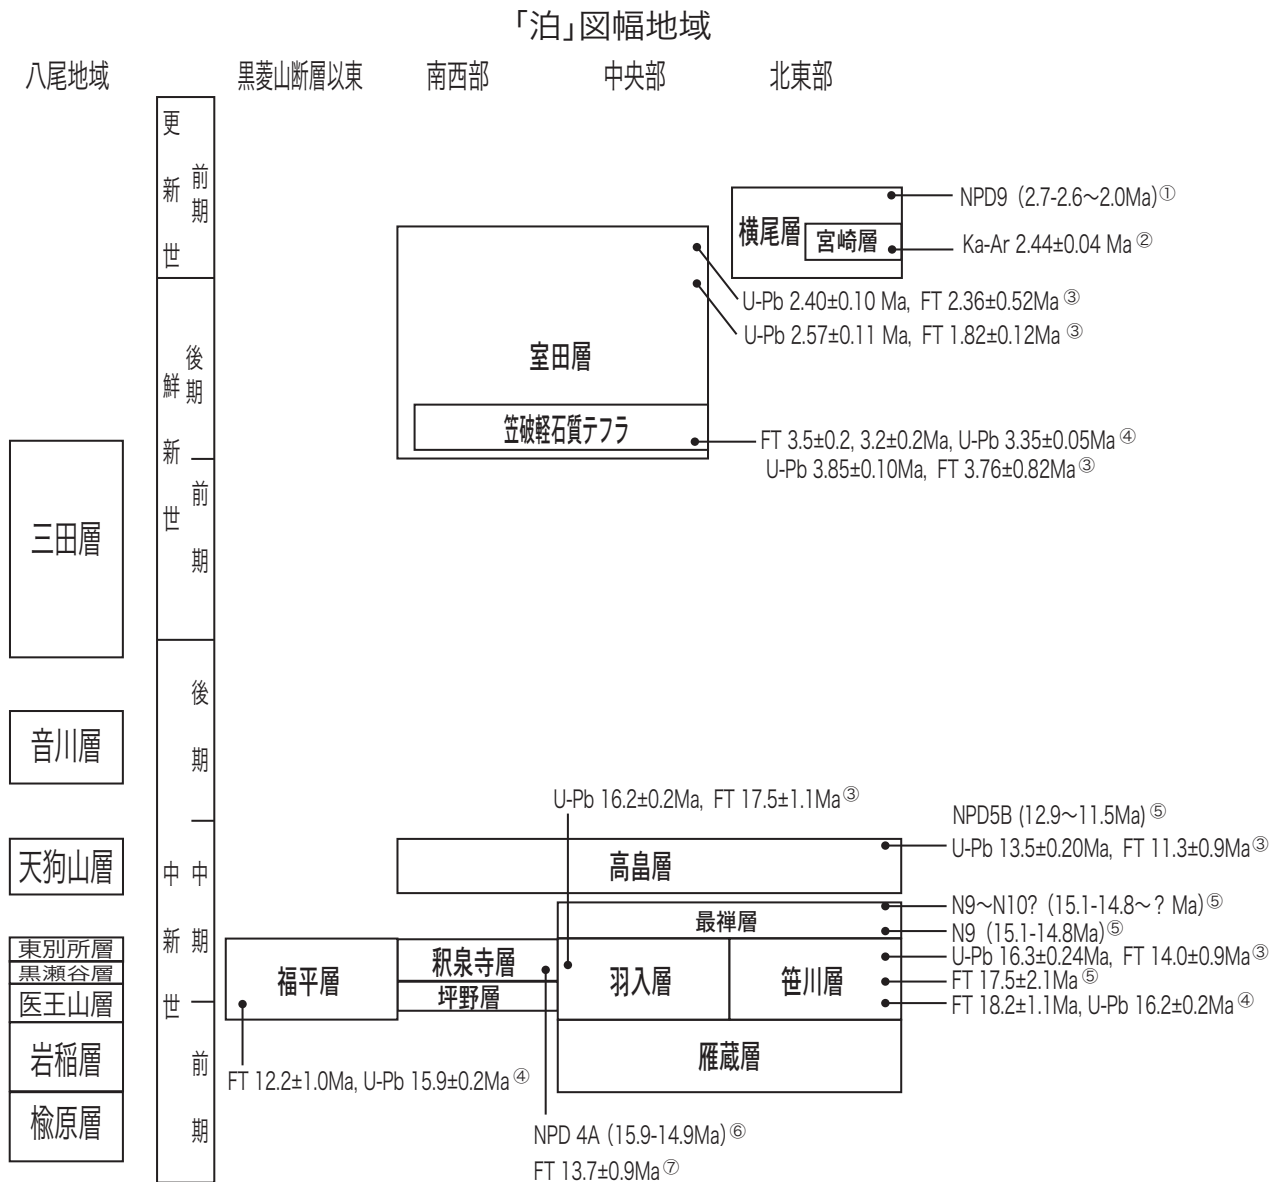 「泊」図幅地域
八尾地域
黒菱山断層以東
南西部
中央部
北東部
更新世
前期
鮮新世
後期
前期
中新世
後期
中期
前期
三田層
音川層
天狗山層
東別所層
黒瀬谷層
医王山層
岩稲層
楡原層
横尾層
宮崎層
NPD9 (2.7-2.6～2.0Ma)①
Ka-Ar 2.44±0.04 Ma②
U-Pb 2.40±0.10 Ma, FT 2.36±0.52Ma③
U-Pb 2.57±0.11 Ma, FT 1.82±0.12Ma③
室田層
笠破軽石質テフラ
FT 3.5±0.2, 3.2±0.2Ma, U-Pb 3.35±0.05Ma④
U-Pb 3.85±0.10Ma, FT 3.76±0.82Ma③
U-Pb 16.2±0.2Ma, FT 17.5±1.1Ma③
NPD5B (12.9～11.5Ma)⑤
U-Pb 13.5±0.20Ma, FT 11.3±0.9Ma③
高畠層
最禅層
N9～N10? (15.1-14.8～? Ma)⑤
N9 (15.1-14.8Ma)⑤
U-Pb 16.3±0.24Ma, FT 14.0±0.9Ma③
FT 17.5±2.1Ma⑤
FT 18.2±1.1Ma, U-Pb 16.2±0.2Ma④
福平層
釈泉寺層
坪野層
羽入層
笹川層
雁蔵層
FT 12.2±1.0Ma, U-Pb 15.9±0.2Ma④
NPD 4A (15.9-14.9Ma)⑥
FT 13.7±0.9Ma⑦